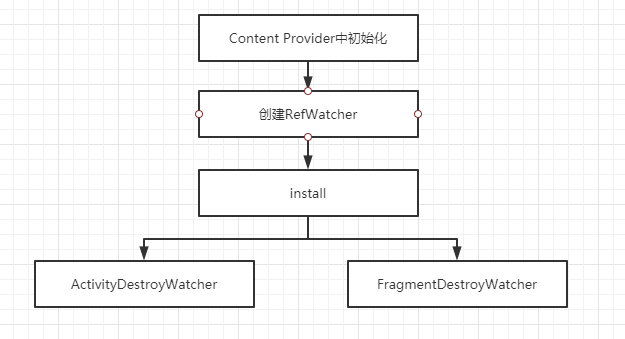 Content Provider中初始化
创建RefWatcher
install
ActivityDestroyWatcher
FragmentDestroyWatcher